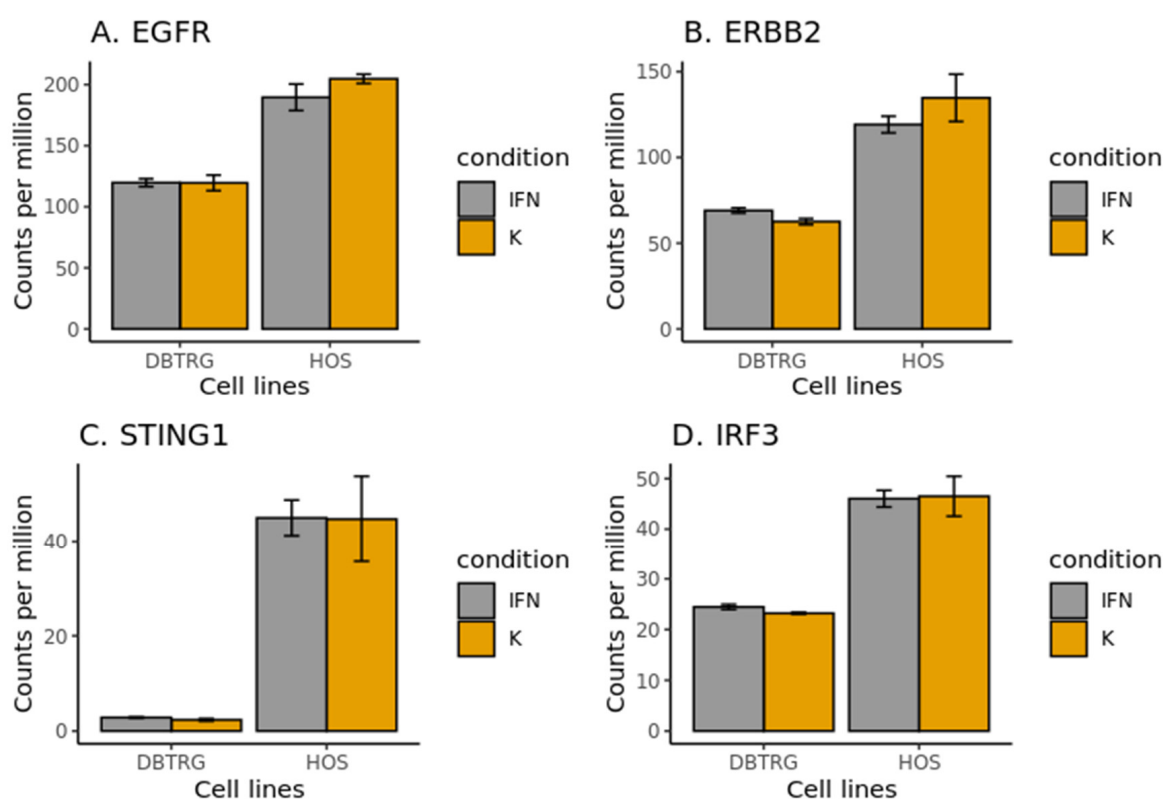 A. EGFR
Counts per million
200
150
100
50
0
DBTRG HOS
Cell lines
condition
IFN
K
B. ERBB2
Counts per million
150
100
50
0
DBTRG HOS
Cell lines
condition
IFN
K
C. STING1
Counts per million
40
20
0
DBTRG HOS
Cell lines
condition
IFN
K
D. IRF3
Counts per million
50
40
30
20
10
0
DBTRG HOS
Cell lines
condition
IFN
K